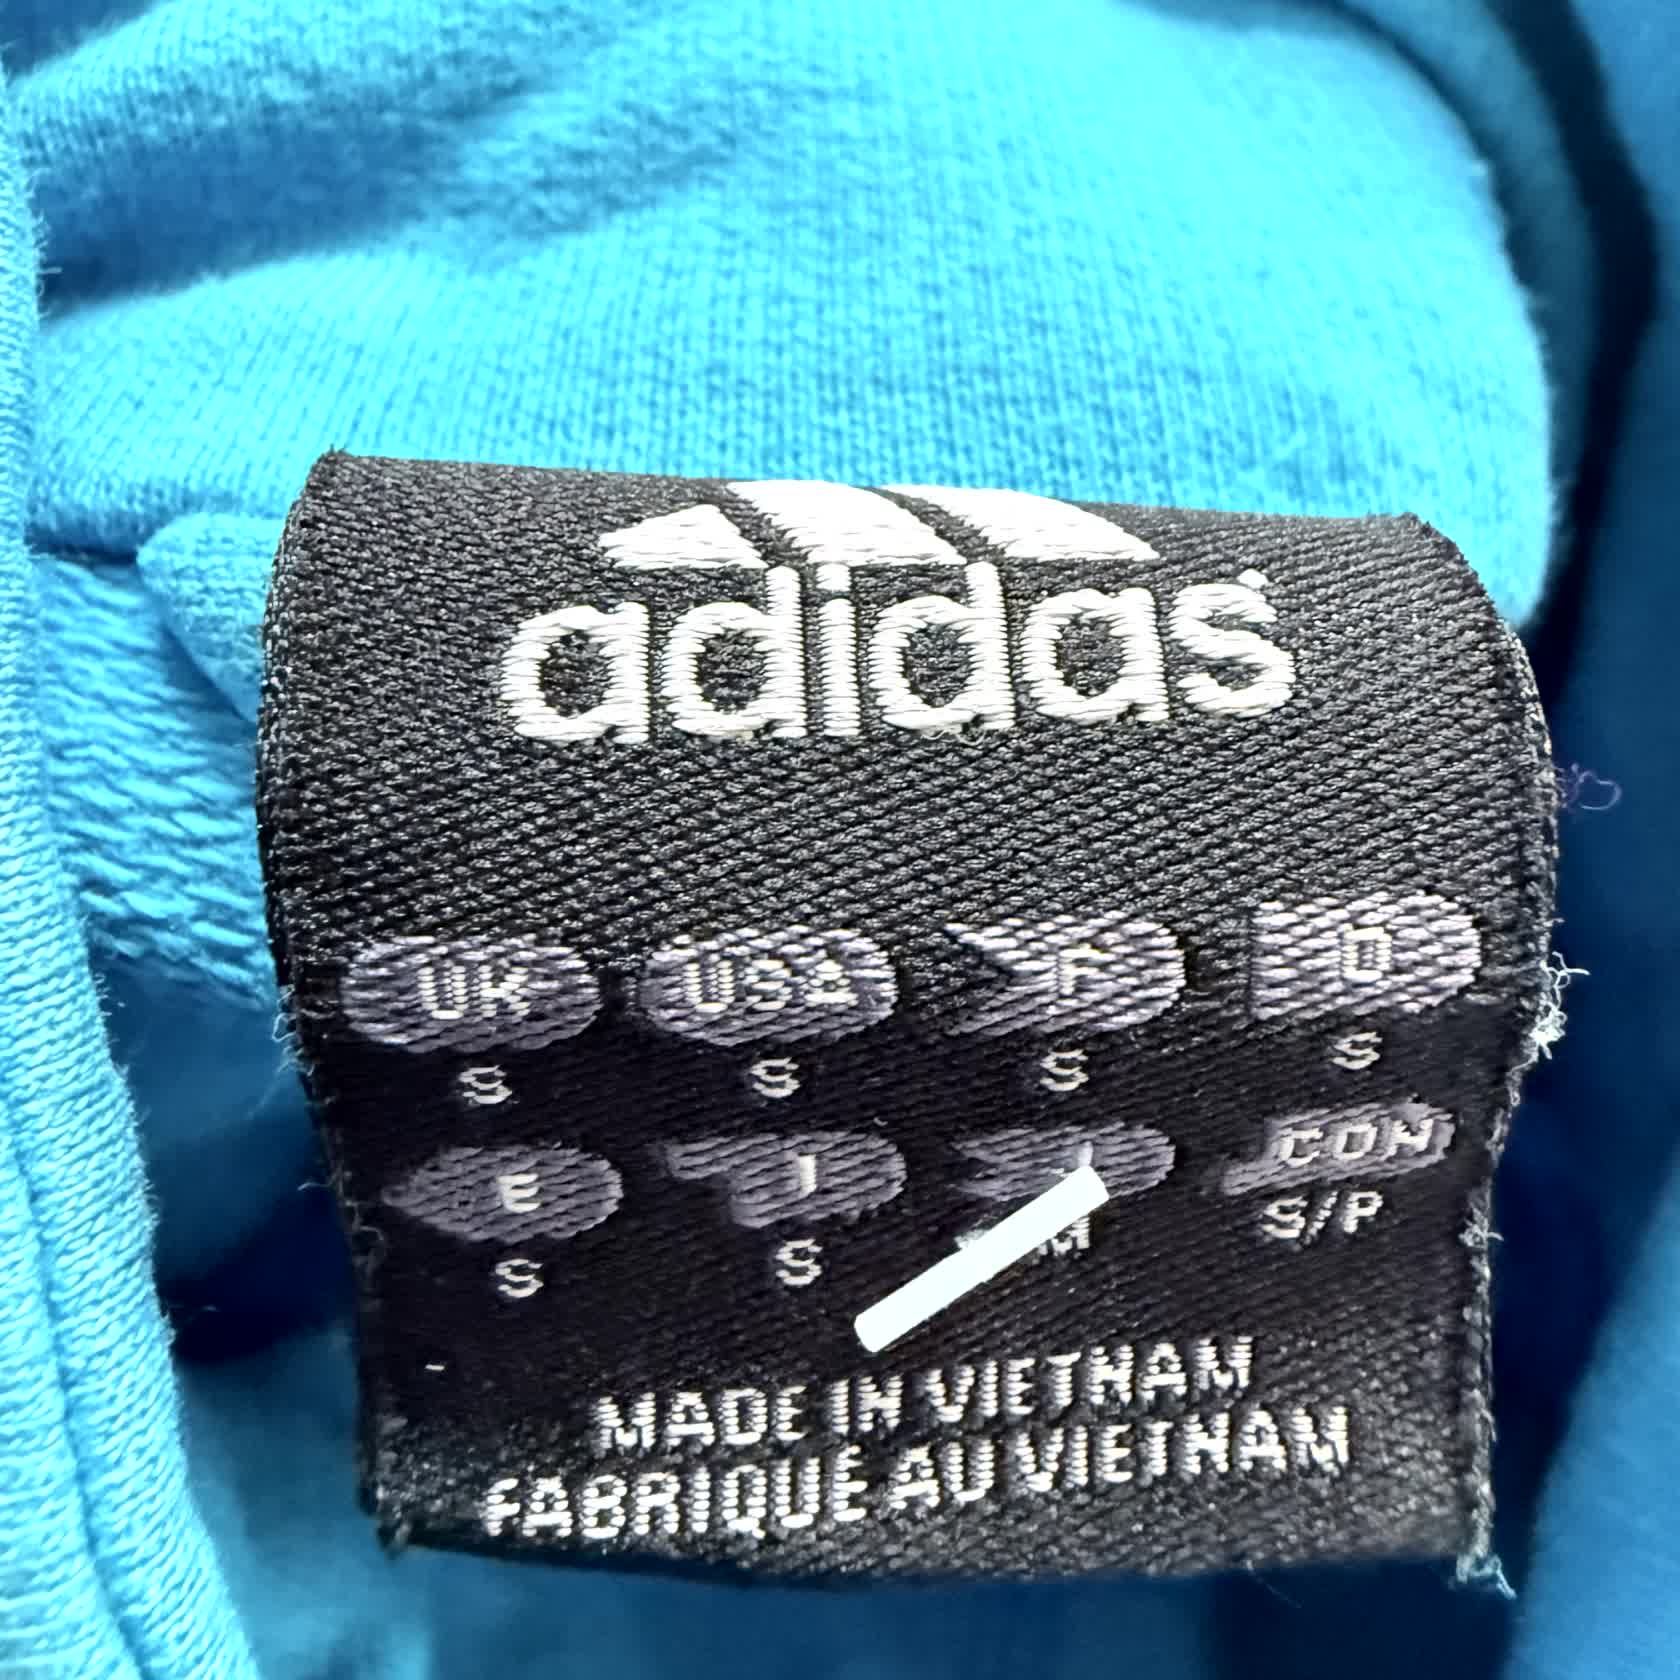 adidas
UK USA F D
S S S S
E I CON
S S S/P
MADE IN VIETNAM
FABRIQUÉ AU VIETNAM